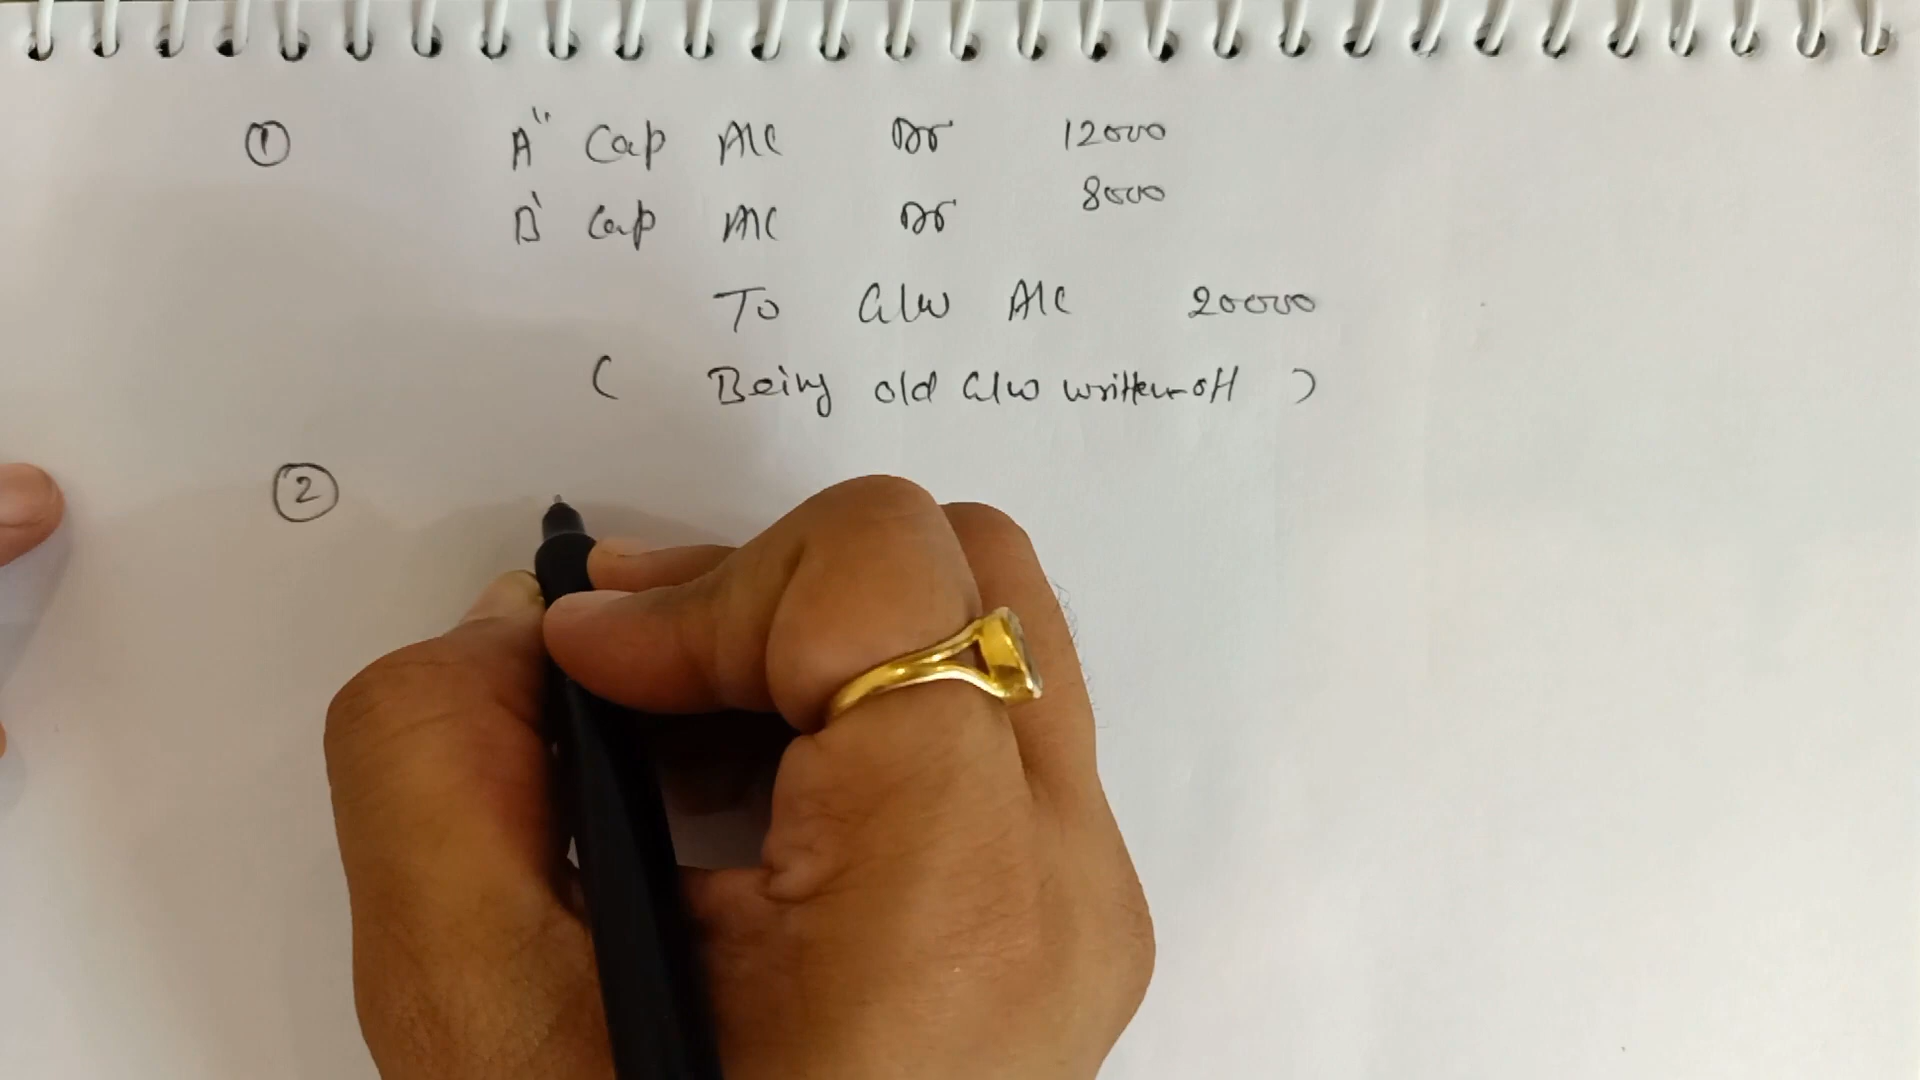 ① A" Cap A/C Dr 12000
B' Cap A/C Dr 8000
To G/w A/C 20000
( Being old G/w written off )
②